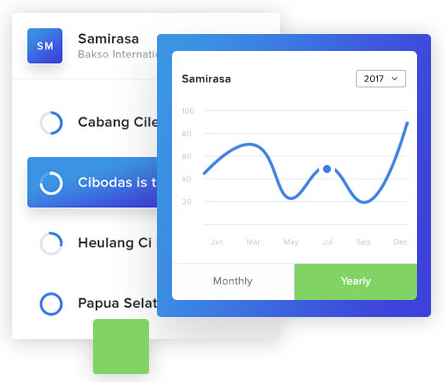 SM
Samirasa
Bakso Internati
Cabang Cile
Cibodas is t
Heulang Ci
Papua Selat
Samirasa
2017
100
80
60
40
20
Jan Mar May Jul Sep Dec
Monthly Yearly